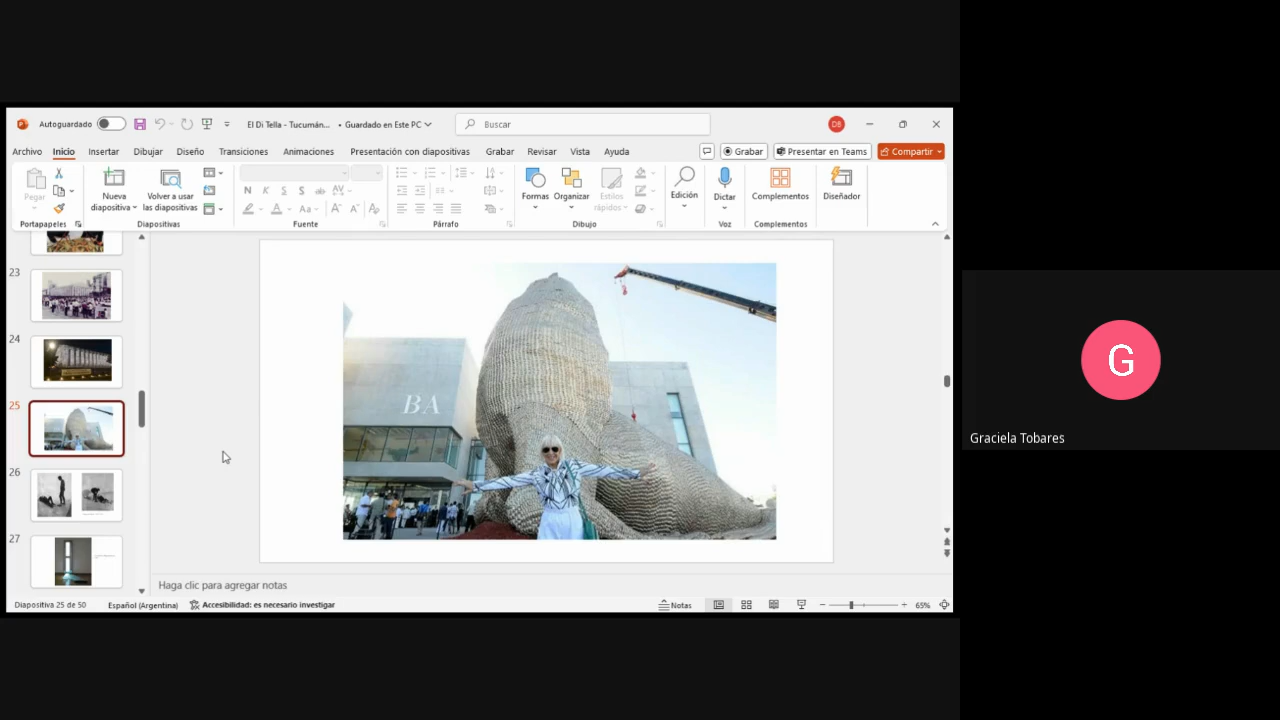 Autoguardado
El Di Tella - Tucumán... • Guardado en Este PC
Buscar
DB
Archivo Inicio Insertar Dibujar Diseño Transiciones Animaciones Presentación con diapositivas Grabar Revisar Vista Ayuda
Grabar
Presentar en Teams
Compartir
Pegar
Nueva diapositiva
Volver a usar las diapositivas
N K S S ab AV
A Aa A A A
Formas
Organizar
Estilos rápidos
Edición
Dictar
Complementos
Diseñador
Portapapeles Diapositivas Fuente Párrafo Dibujo Voz Complementos
23
24
25
26
27
BA
Haga clic para agregar notas
Diapositiva 25 de 50 Español (Argentina) Accesibilidad: es necesario investigar
Notas
65%
G
Graciela Tobares